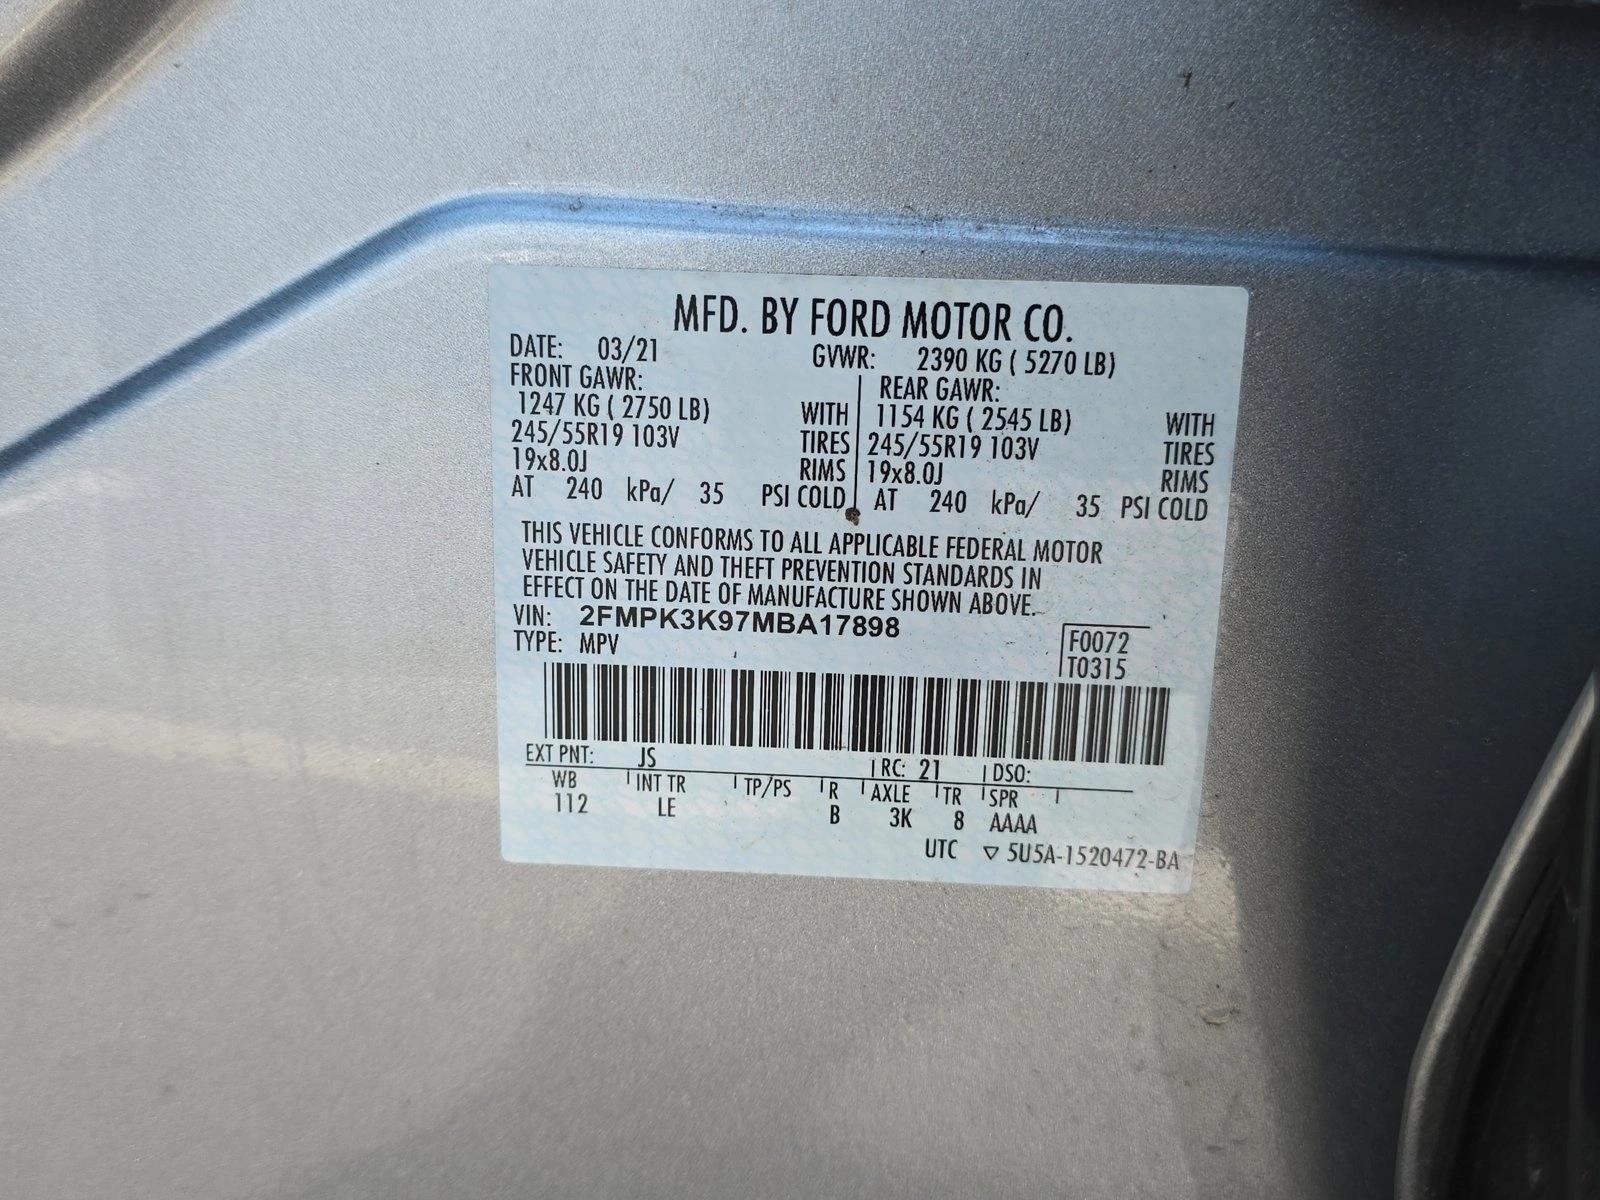 MFD. BY FORD MOTOR CO.
DATE: 03/21 GVWR: 2390 KG ( 5270 LB)
FRONT GAWR: REAR GAWR:
1247 KG ( 2750 LB) WITH 1154 KG ( 2545 LB) WITH
245/55R19 103V TIRES 245/55R19 103V TIRES
19x8.0J RIMS 19x8.0J RIMS
AT 240 kPa/ 35 PSI COLD AT 240 kPa/ 35 PSI COLD
THIS VEHICLE CONFORMS TO ALL APPLICABLE FEDERAL MOTOR
VEHICLE SAFETY AND THEFT PREVENTION STANDARDS IN
EFFECT ON THE DATE OF MANUFACTURE SHOWN ABOVE.
VIN: 2FMPK3K97MBA17898
TYPE: MPV F0072
T0315
EXT PNT: JS RC: 21 DSO:
WB INT TR TP/PS R AXLE TR SPR
112 LE B 3K 8 AAAA
UTC ▽ 5U5A-1520472-BA